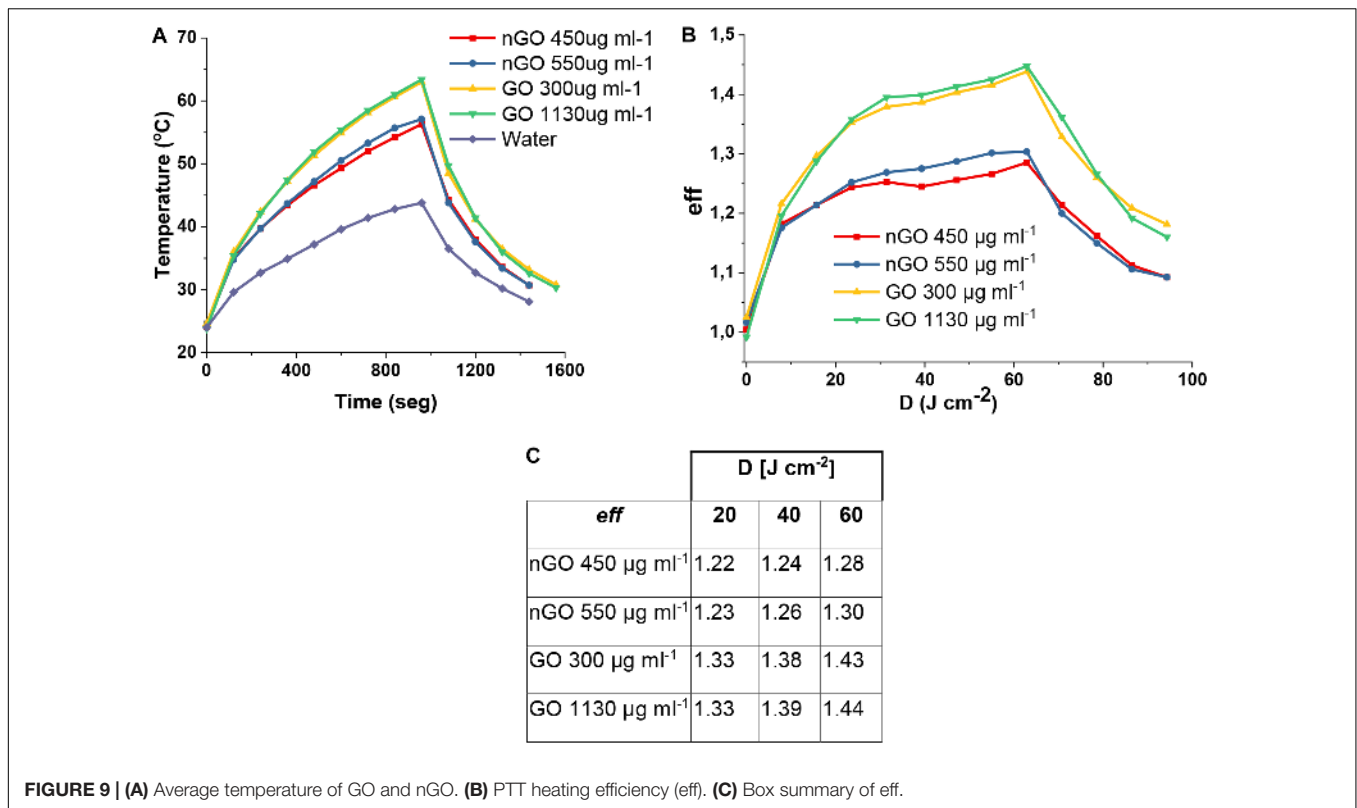 A
70
60
50
40
30
20
Temperature (ºC)
0
400
800
1200
1600
Time (seg)
nGO 450ug ml-1
nGO 550ug ml-1
GO 300ug ml-1
GO 1130ug ml-1
Water
B
1,5
1,4
1,3
1,2
1,1
1,0
eff
0
20
40
60
80
100
D (J cm-2)
nGO 450 µg ml-1
nGO 550 µg ml-1
GO 300 µg ml-1
GO 1130 µg ml-1
C
D [J cm-2]
eff 20 40 60
nGO 450 µg ml-1 1.22 1.24 1.28
nGO 550 µg ml-1 1.23 1.26 1.30
GO 300 µg ml-1 1.33 1.38 1.43
GO 1130 µg ml-1 1.33 1.39 1.44
FIGURE 9 | (A) Average temperature of GO and nGO. (B) PTT heating efficiency (eff). (C) Box summary of eff.